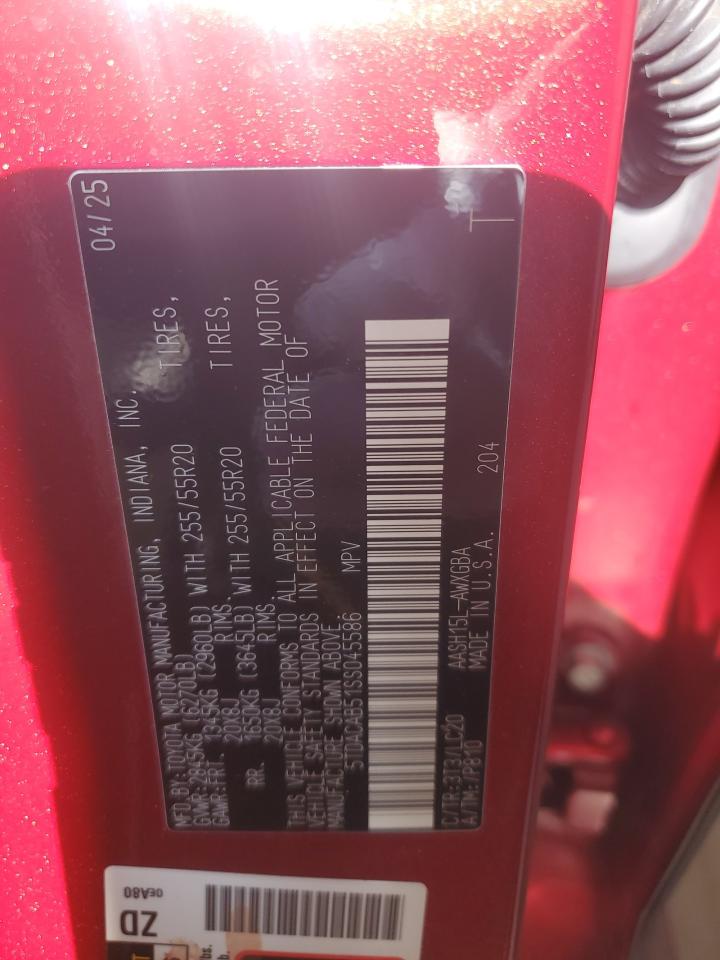 MFD BY:TOYOTA MOTOR MANUFACTURING, INDIANA, INC. 04/25
GVWR:2845KG (6270LB)
GAWR:FRT. 1345KG (2960LB) WITH 255/55R20 TIRES,
20X8J RIMS.
RR. 1650KG (3645LB) WITH 255/55R20 TIRES,
20X8J RIMS.
THIS VEHICLE CONFORMS TO ALL APPLICABLE FEDERAL MOTOR
VEHICLE SAFETY STANDARDS IN EFFECT ON THE DATE OF
MANUFACTURE SHOWN ABOVE.
5TDACAB51SS045586 MPV
C/TR:3T3/LC20 AASH15L-AWXGBA
A/TM:/P810 MADE IN U.S.A. 204
T
0EA80
ZD